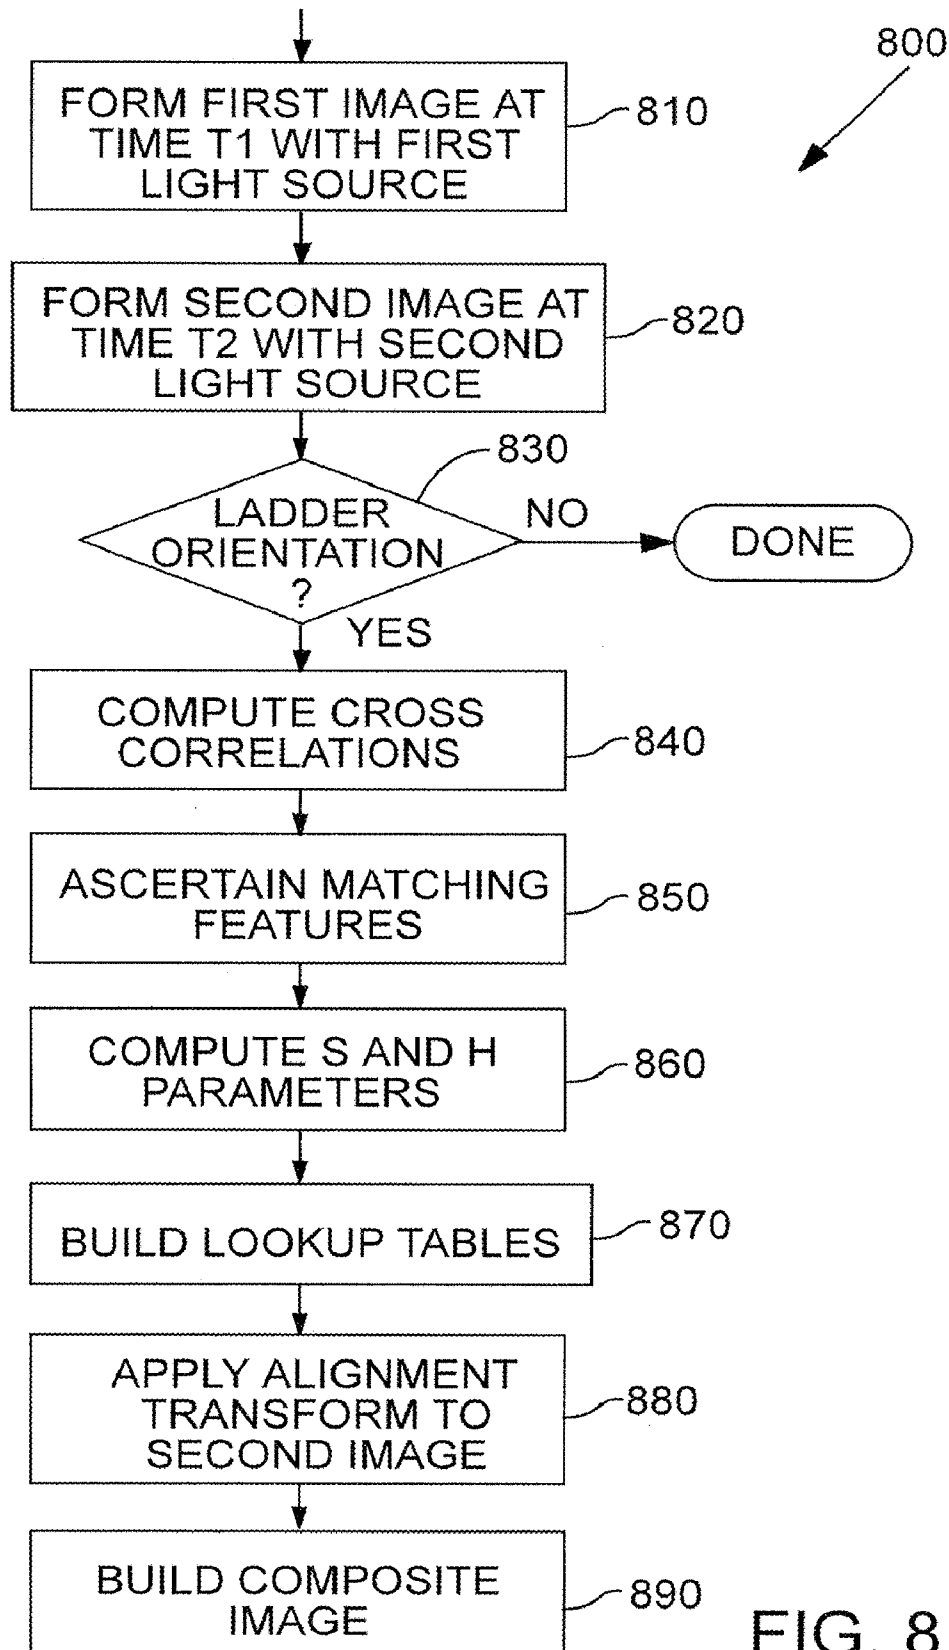 800
FORM FIRST IMAGE AT
TIME T1 WITH FIRST
LIGHT SOURCE
810
FORM SECOND IMAGE AT
TIME T2 WITH SECOND
LIGHT SOURCE
820
830
LADDER
ORIENTATION
?
NO
DONE
YES
COMPUTE CROSS
CORRELATIONS
840
ASCERTAIN MATCHING
FEATURES
850
COMPUTE S AND H
PARAMETERS
860
BUILD LOOKUP TABLES
870
APPLY ALIGNMENT
TRANSFORM TO
SECOND IMAGE
880
BUILD COMPOSITE
IMAGE
890
FIG. 8